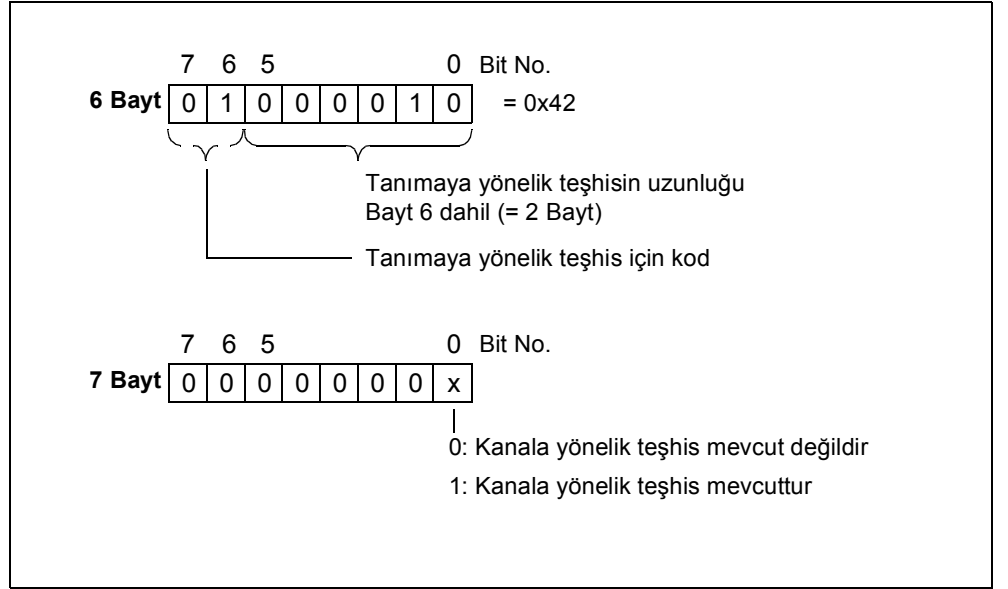 7 6 5 0 Bit No.
6 Bayt 0 1 0 0 0 0 1 0 = 0x42
Tanımaya yönelik teşhisin uzunluğu
Bayt 6 dahil (= 2 Bayt)
Tanımaya yönelik teşhis için kod
7 6 5 0 Bit No.
7 Bayt 0 0 0 0 0 0 0 x
0: Kanala yönelik teşhis mevcut değildir
1: Kanala yönelik teşhis mevcuttur